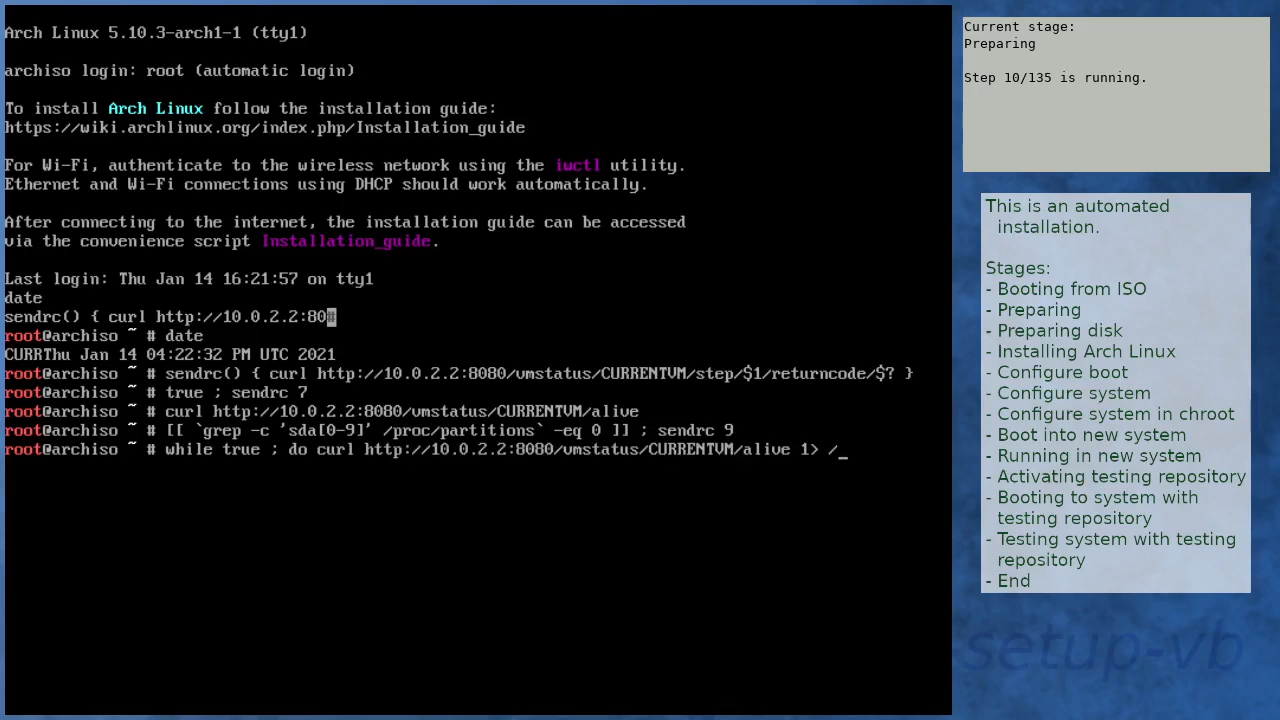 Arch Linux 5.10.3-arch1-1 (tty1)
archiso login: root (automatic login)
To install Arch Linux follow the installation guide:
https://wiki.archlinux.org/index.php/Installation_guide
For Wi-Fi, authenticate to the wireless network using the iwctl utility.
Ethernet and Wi-Fi connections using DHCP should work automatically.
After connecting to the internet, the installation guide can be accessed
via the convenience script Installation_guide.
Last login: Thu Jan 14 16:21:57 on tty1
date
sendrc() { curl http://10.0.2.2:80#
root@archiso ~ # date
CURRThu Jan 14 04:22:32 PM UTC 2021
root@archiso ~ # sendrc() { curl http://10.0.2.2:8080/vmstatus/CURRENTVM/step/$1/returncode/$? }
root@archiso ~ # true ; sendrc 7
root@archiso ~ # curl http://10.0.2.2:8080/vmstatus/CURRENTVM/alive
root@archiso ~ # [[ `grep -c 'sda[0-9]' /proc/partitions` -eq 0 ]] ; sendrc 9
root@archiso ~ # while true ; do curl http://10.0.2.2:8080/vmstatus/CURRENTVM/alive 1> /_
Current stage:
Preparing
Step 10/135 is running.
This is an automated
installation.
Stages:
- Booting from ISO
- Preparing
- Preparing disk
- Installing Arch Linux
- Configure boot
- Configure system
- Configure system in chroot
- Boot into new system
- Running in new system
- Activating testing repository
- Booting to system with
testing repository
- Testing system with testing
repository
- End
setup-vb